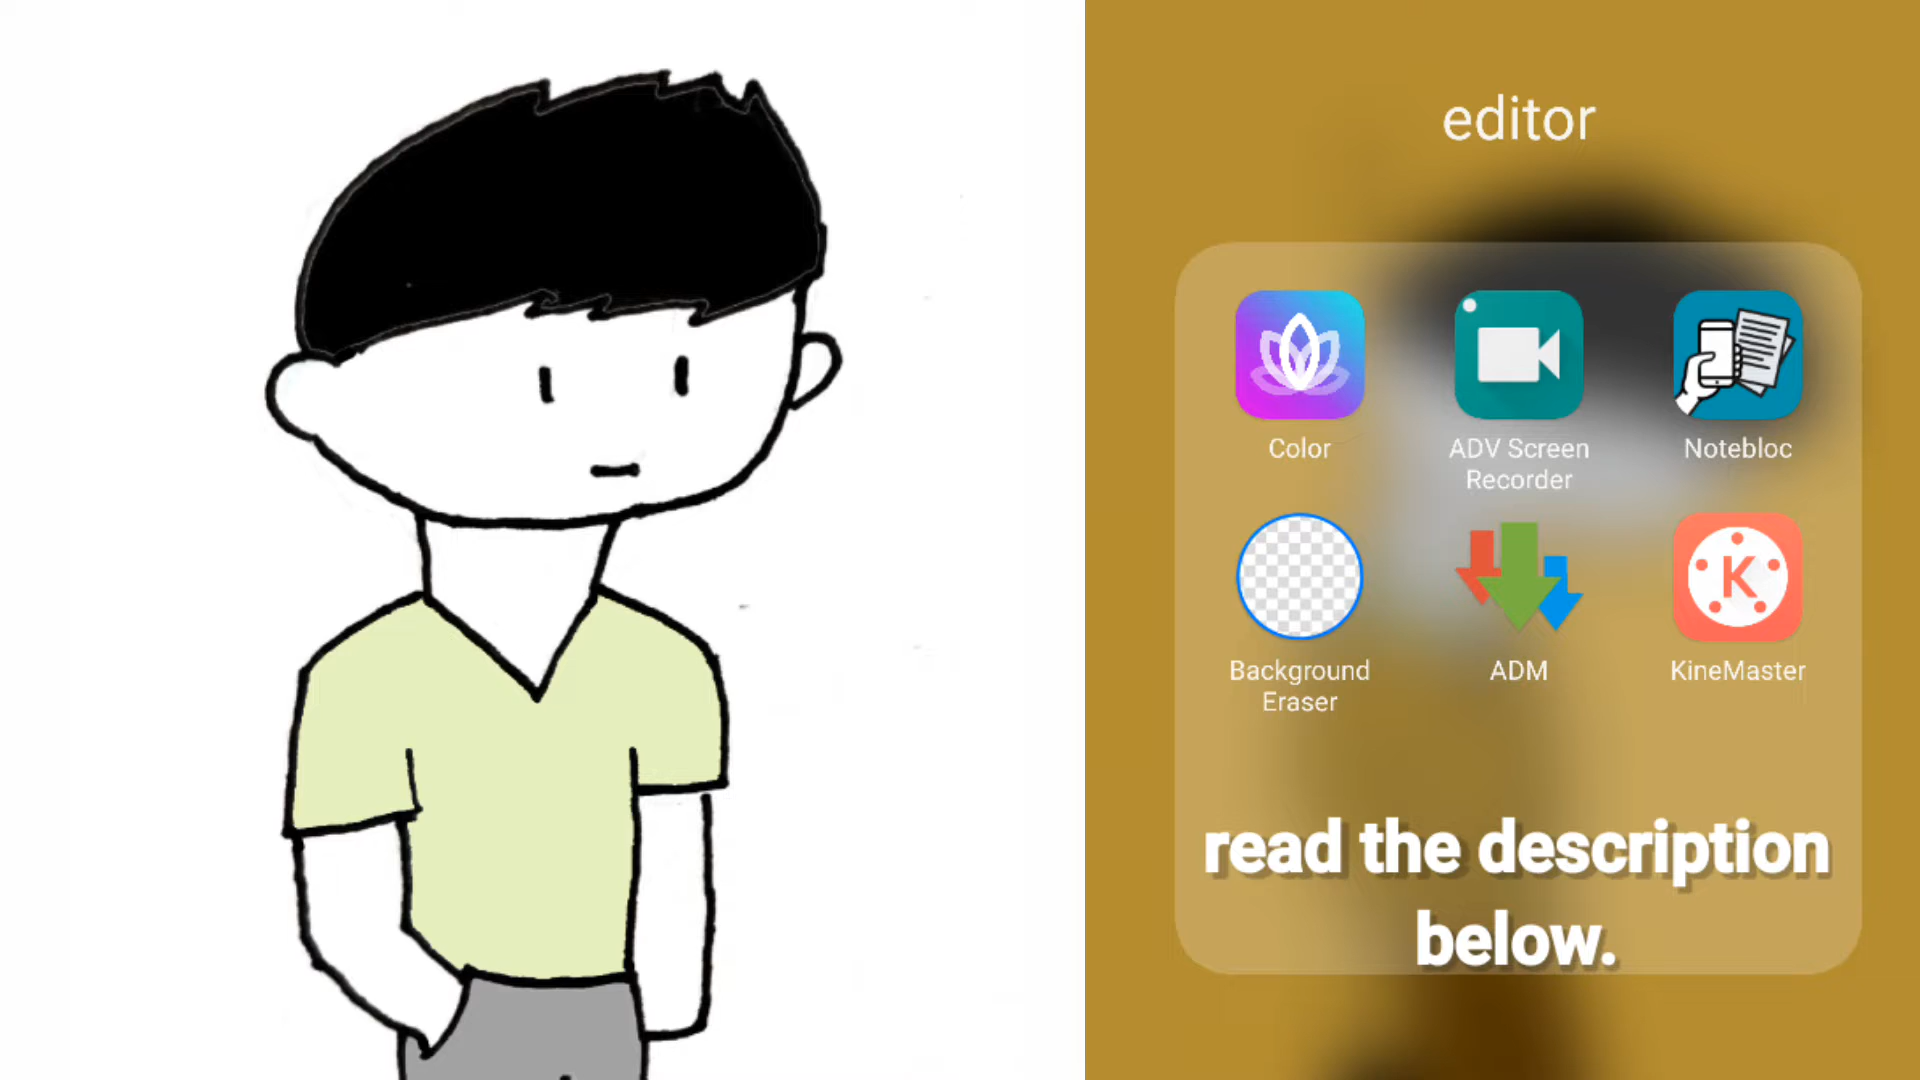 editor
Color
ADV Screen
Recorder
Notebloc
Background
Eraser
ADM
K
KineMaster
read the description
below.